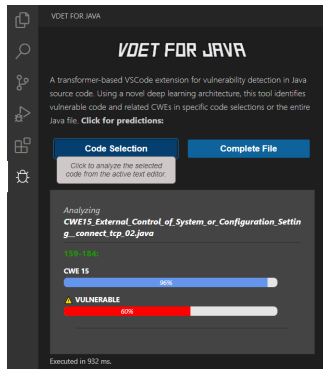 VDET FOR JAVA
VDET FOR JAVA
A transformer-based VSCode extension for vulnerability detection in Java
source code. Using a novel deep learning architecture, this tool identifies
vulnerable code and related CWEs in specific code selections or the entire
Java file. Click for predictions:
Code Selection Complete File
Click to analyze the selected
code from the active text editor.
Analyzing
CWE15_External_Control_of_System_or_Configuration_Settin
g__connect_tcp_02.java
159-184:
CWE 15
96%
VULNERABLE
60%
Executed in 932 ms.